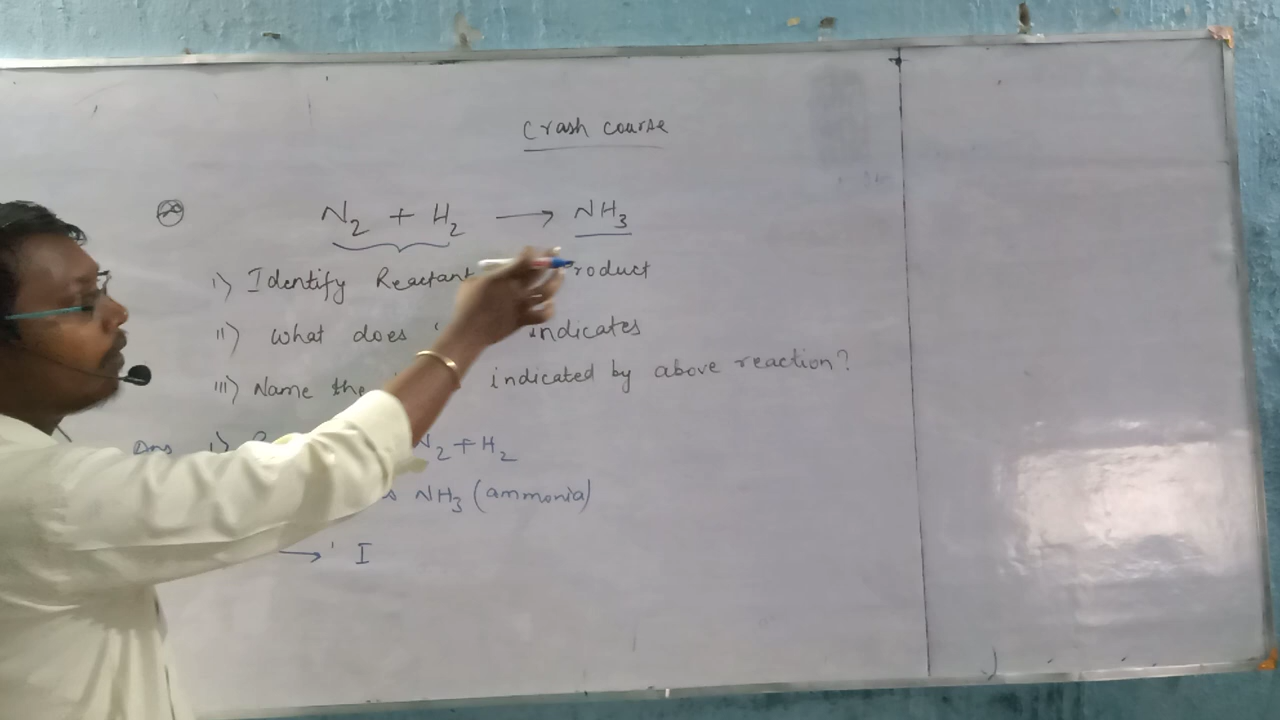 Crash course
N₂ + H₂ → NH₃
i) Identify Reactant roduct
ii) What does ' indicates
iii) Name the indicated by above reaction?
Ans i) N₂ + H₂
NH₃ (ammonia)
→' I